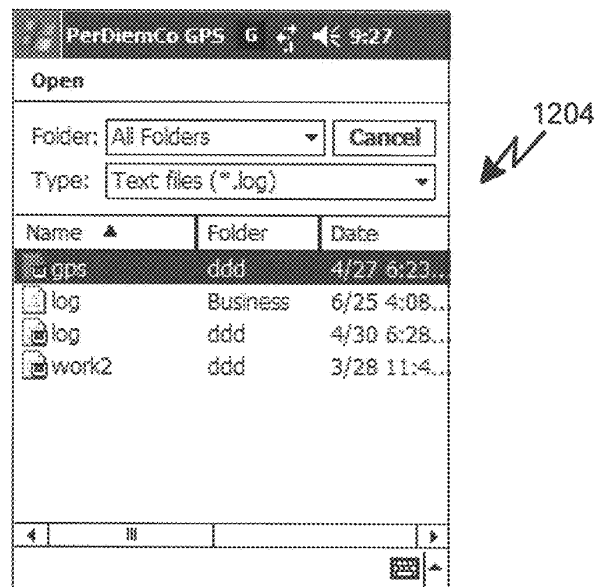 PerDiemCo GPS G 9:27
Open
1204
Folder: All Folders Cancel
Type: Text files (*.log)
Name Folder Date
gps ddd 4/27 6:23...
log Business 6/25 4:08...
log ddd 4/30 6:28...
work2 ddd 3/28 11:4...